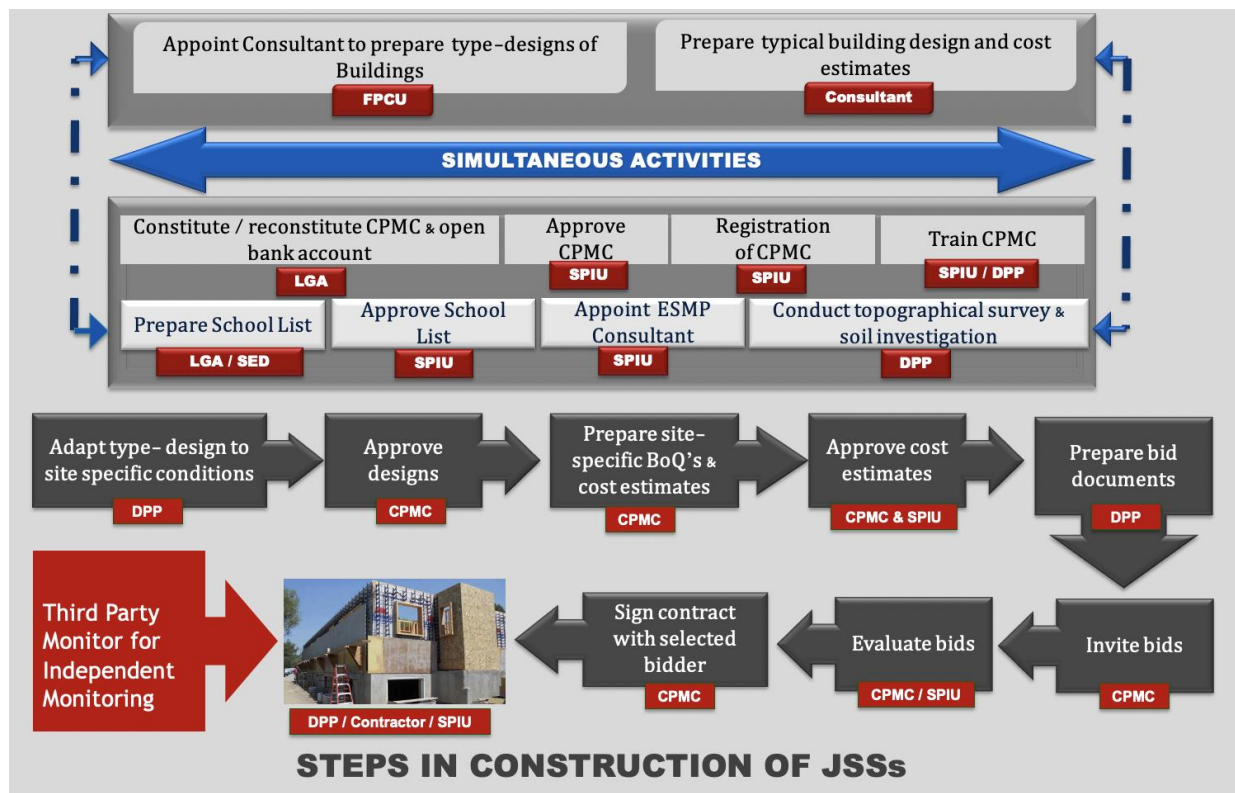 Appoint Consultant to prepare type-designs of
Buildings
FPCU
Prepare typical building design and cost
estimates
Consultant
SIMULTANEOUS ACTIVITIES
Constitute / reconstitute CPMC & open
bank account
LGA
Approve
CPMC
SPIU
Registration
of CPMC
SPIU
Train CPMC
SPIU / DPP
Prepare School List
LGA / SED
Approve School
List
SPIU
Appoint ESMP
Consultant
SPIU
Conduct topographical survey &
soil investigation
DPP
Adapt type- design to
site specific conditions
DPP
Approve
designs
CPMC
Prepare site-
specific BoQ's &
cost estimates
CPMC
Approve cost
estimates
CPMC & SPIU
Prepare bid
documents
DPP
Invite bids
CPMC
Evaluate bids
CPMC / SPIU
Sign contract
with selected
bidder
CPMC
DPP / Contractor / SPIU
Third Party
Monitor for
Independent
Monitoring
STEPS IN CONSTRUCTION OF JSSs